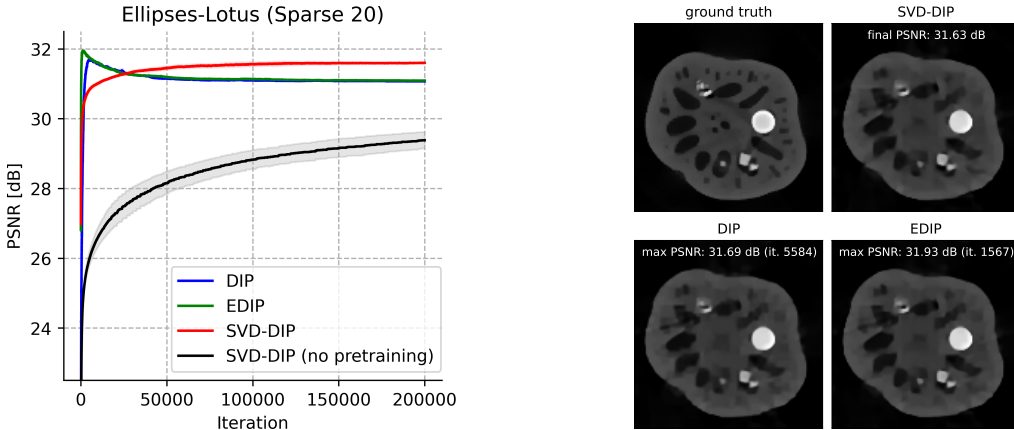 Ellipses-Lotus (Sparse 20)
PSNR [dB]
32
30
28
26
24
DIP
EDIP
SVD-DIP
SVD-DIP (no pretraining)
0 50000 100000 150000 200000
Iteration
ground truth
SVD-DIP
final PSNR: 31.63 dB
DIP
max PSNR: 31.69 dB (it. 5584)
EDIP
max PSNR: 31.93 dB (it. 1567)